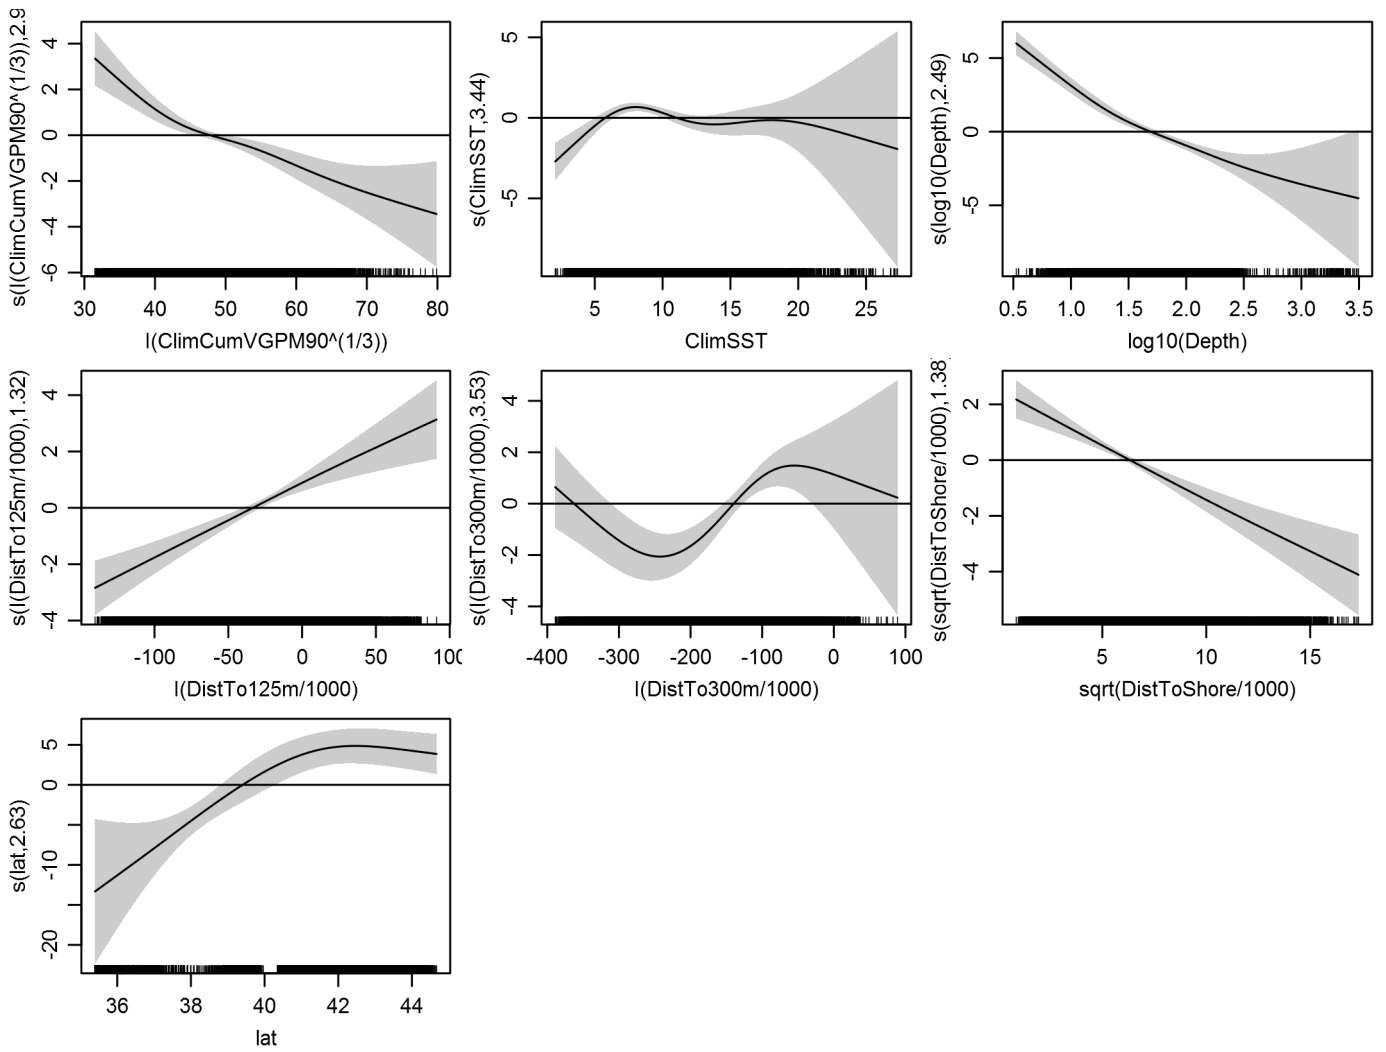 s(I(ClimCumVGPM90^(1/3)),2.9
4
2
0
-2
-4
-6
30 40 50 60 70 80
I(ClimCumVGPM90^(1/3))
s(ClimSST,3.44)
5
0
-5
5 10 15 20 25
ClimSST
s(log10(Depth),2.49)
5
0
-5
0.5 1.0 1.5 2.0 2.5 3.0 3.5
log10(Depth)
s(I(DistTo125m/1000),1.32)
4
2
0
-2
-4
-100 -50 0 50 100
I(DistTo125m/1000)
s(I(DistTo300m/1000),3.53)
4
2
0
-2
-4
-400 -300 -200 -100 0 100
I(DistTo300m/1000)
s(sqrt(DistToShore/1000),1.38)
2
0
-2
-4
5 10 15
sqrt(DistToShore/1000)
s(lat,2.63)
5
0
-10
-20
36 38 40 42 44
lat